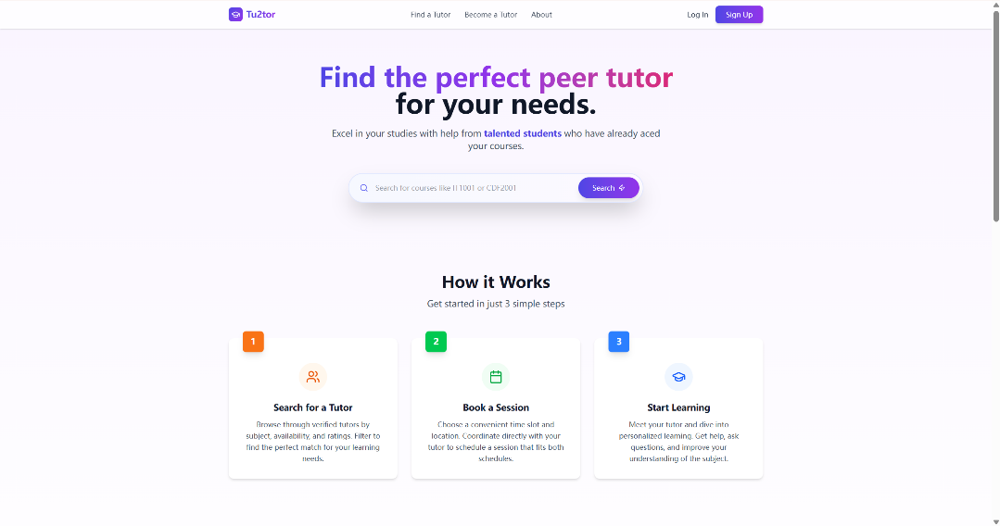 Tu2tor
Find a Tutor
Become a Tutor
About
Log In
Sign Up
Find the perfect peer tutor
for your needs.
Excel in your studies with help from talented students who have already aced
your courses.
Search for courses like IT1001 or CDF2001
Search
How it Works
Get started in just 3 simple steps
1
Search for a Tutor
Browse through verified tutors by
subject, availability, and ratings. Filter to
find the perfect match for your learning
needs.
2
Book a Session
Choose a convenient time slot and
location. Coordinate directly with your
tutor to schedule a session that fits both
schedules.
3
Start Learning
Meet your tutor and dive into
personalized learning. Get help, ask
questions, and improve your
understanding of the subject.